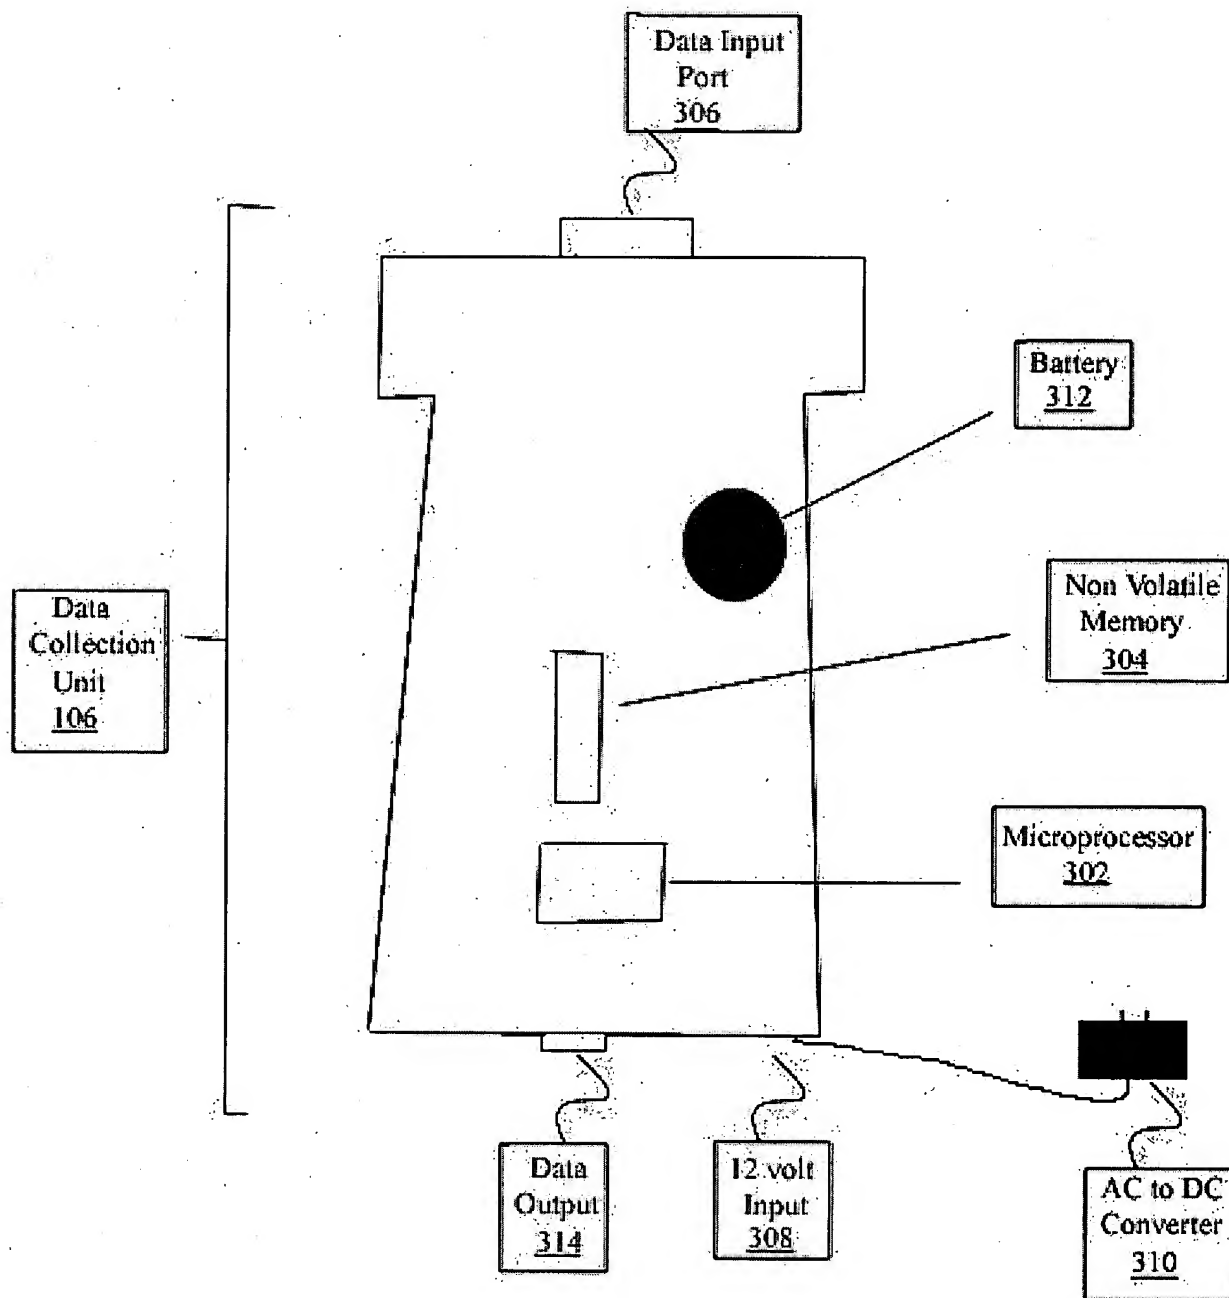 Data Input
Port
306
Battery
312
Non Volatile
Memory
304
Data
Collection
Unit
106
Microprocessor
302
Data
Output
314
12 volt
Input
308
AC to DC
Converter
310